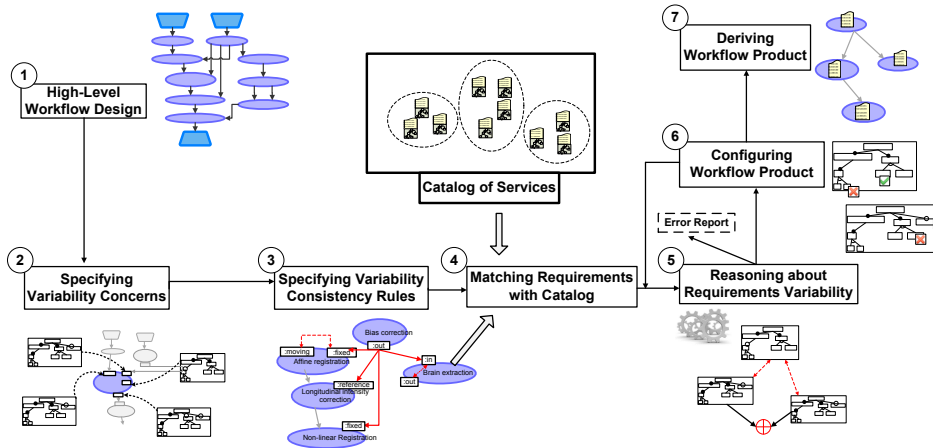 1
High-Level
Workflow Design
Catalog of Services
7
Deriving
Workflow Product
6
Configuring
Workflow Product
Error Report
2
Specifying
Variability Concerns
3
Specifying Variability
Consistency Rules
4
Matching Requirements
with Catalog
5
Reasoning about
Requirements Variability
Bias correction
:out
:moving
:fixed
Affine registration
:in
Brain extraction
:out
:reference
Longitudinal intensity
correction
:fixed
Non-linear Registration